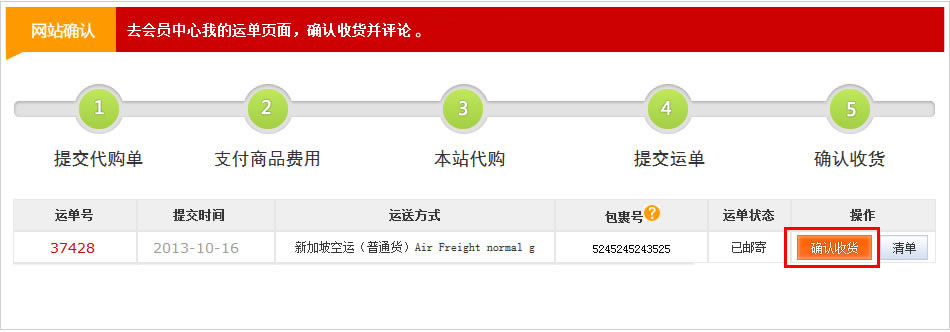 网站确认 去会员中心我的运单页面，确认收货并评论 。
1 2 3 4 5
提交代购单 支付商品费用 本站代购 提交运单 确认收货
运单号 提交时间 运送方式 包裹号 ? 运单状态 操作
37428 2013-10-16 新加坡空运（普通货）Air Freight normal g 5245245243525 已邮寄 确认收货 清单